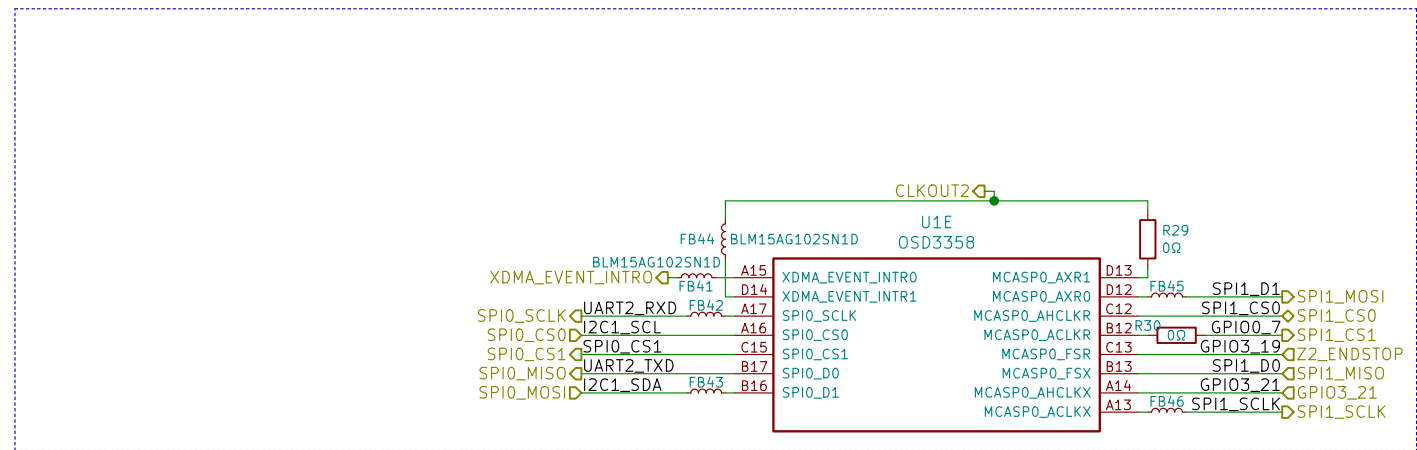 CLKOUT2
U1E
OSD3358
FB44
BLM15AG102SN1D
R29
0Ω
BLM15AG102SN1D
XDMA_EVENT_INTRO
FB41
A15
XDMA_EVENT_INTR0
MCASP0_AXR1
D13
D14
XDMA_EVENT_INTR1
MCASP0_AXR0
D12
FB45
SPI1_D1
SPI1_MOSI
SPI0_SCLK
UART2_RXD
FB42
A17
SPI0_SCLK
MCASP0_AHCLKR
C12
SPI1_CS0
SPI1_CS0
SPI0_CS0
I2C1_SCL
A16
SPI0_CS0
MCASP0_ACLKR
B12
R30
0Ω
GPIO0_7
SPI1_CS1
SPI0_CS1
SPI0_CS1
C15
SPI0_CS1
MCASP0_FSR
C13
GPIO3_19
Z2_ENDSTOP
SPI0_MISO
UART2_TXD
B17
SPI0_D0
MCASP0_FSX
B13
SPI1_D0
SPI1_MISO
SPI0_MOSI
I2C1_SDA
FB43
B16
SPI0_D1
MCASP0_AHCLKX
A14
GPIO3_21
GPIO3_21
MCASP0_ACLKX
A13
FB46
SPI1_SCLK
SPI1_SCLK